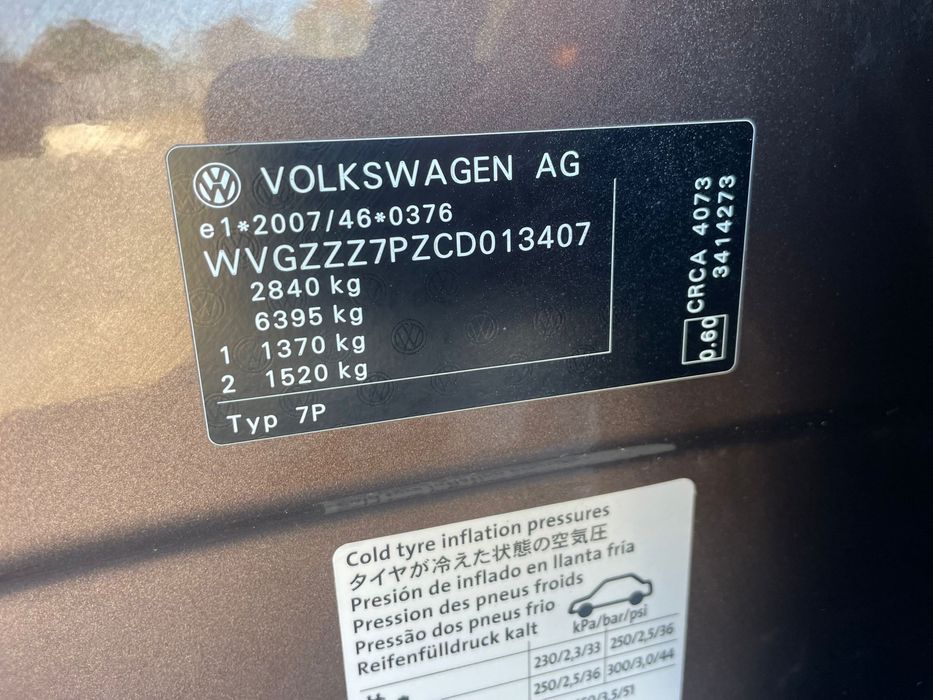 VOLKSWAGEN AG
e1*2007/46*0376
WVGZZZ7PZCD013407
2840 kg
6395 kg
1 1370 kg
2 1520 kg
Typ 7P
CRCA 4073
3414273
0.60
Cold tyre inflation pressures
タイヤが冷えた状態の空気圧
Presión de inflado en llanta fría
Pression des pneus froids
Pressão dos pneus frio
Reifenfülldruck kalt
kPa/bar/psi
230/2,3/33 250/2,5/36
250/2,5/36 300/3,0/44